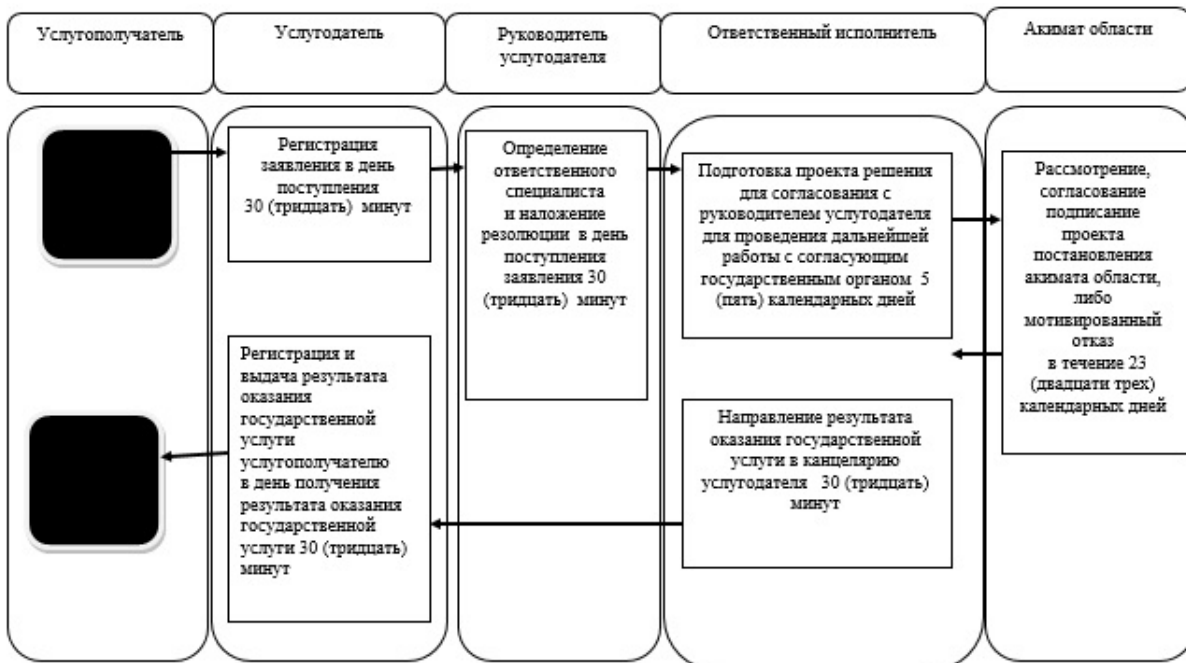 Услугополучатель
Услугодатель
Руководитель
услугодателя
Ответственный исполнитель
Акимат области
Регистрация
заявления в день
поступления
30 (тридцать) минут
Определение
ответственного
специалиста
и наложение
резолюции в день
поступления
заявления 30
(тридцать) минут
Подготовка проекта решения
для согласования с
руководителем услугодателя
для проведения дальнейшей
работы с согласующим
государственным органом 5
(пять) календарных дней
Рассмотрение,
согласование
подписание
проекта
постановления
акимата области,
либо
мотивированный
отказ
в течение 23
(двадцати трех)
календарных дней
Направление результата
оказания государственной
услуги в канцелярию
услугодателя 30 (тридцать)
минут
Регистрация и
выдача результата
оказания
государственной
услуги
услугополучателю
в день получения
результата оказания
государственной
услуги 30 (тридцать)
минут